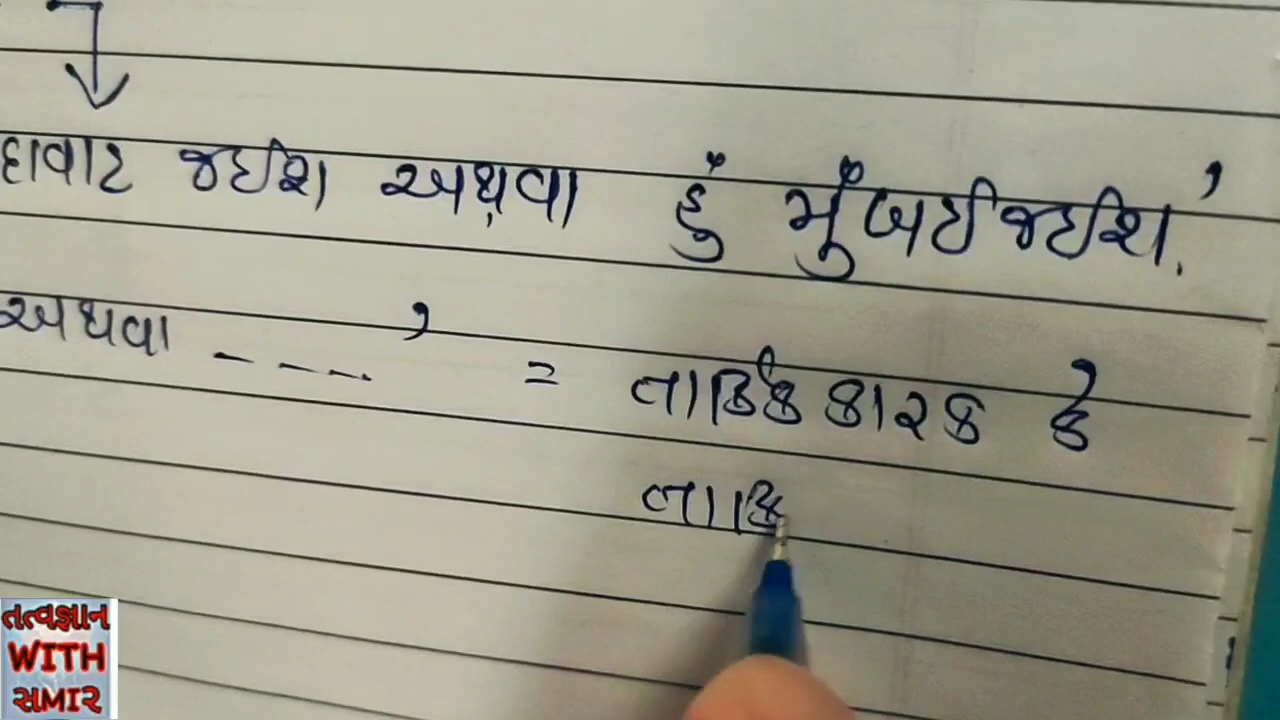 જઈશ અથવા હું મુંબઈ જઈશ.'
અથવા ----' = તાર્કિક કારક કે
તાકિ
તત્વજ્ઞાન
WITH
સમીર